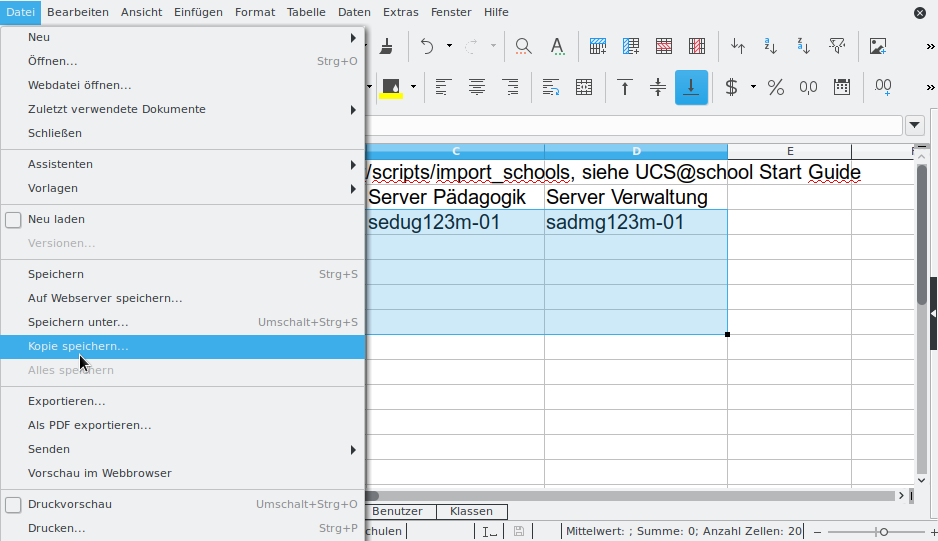 Datei Bearbeiten Ansicht Einfügen Format Tabelle Daten Extras Fenster Hilfe
Neu
Öffnen... Strg+O
Webdatei öffnen...
Zuletzt verwendete Dokumente
Schließen
Assistenten
Vorlagen
Neu laden
Versionen...
Speichern Strg+S
Auf Webserver speichern...
Speichern unter... Umschalt+Strg+S
Kopie speichern...
Alles speichern
Exportieren...
Als PDF exportieren...
Senden
Vorschau im Webbrowser
Druckvorschau Umschalt+Strg+O
Drucken... Strg+P
$ % 0,0 .00
C D E
/scripts/import_schools, siehe UCS@school Start Guide
Server Pädagogik Server Verwaltung
sedug123m-01 sadmg123m-01
Benutzer Klassen
chulen Mittelwert: ; Summe: 0; Anzahl Zellen: 20